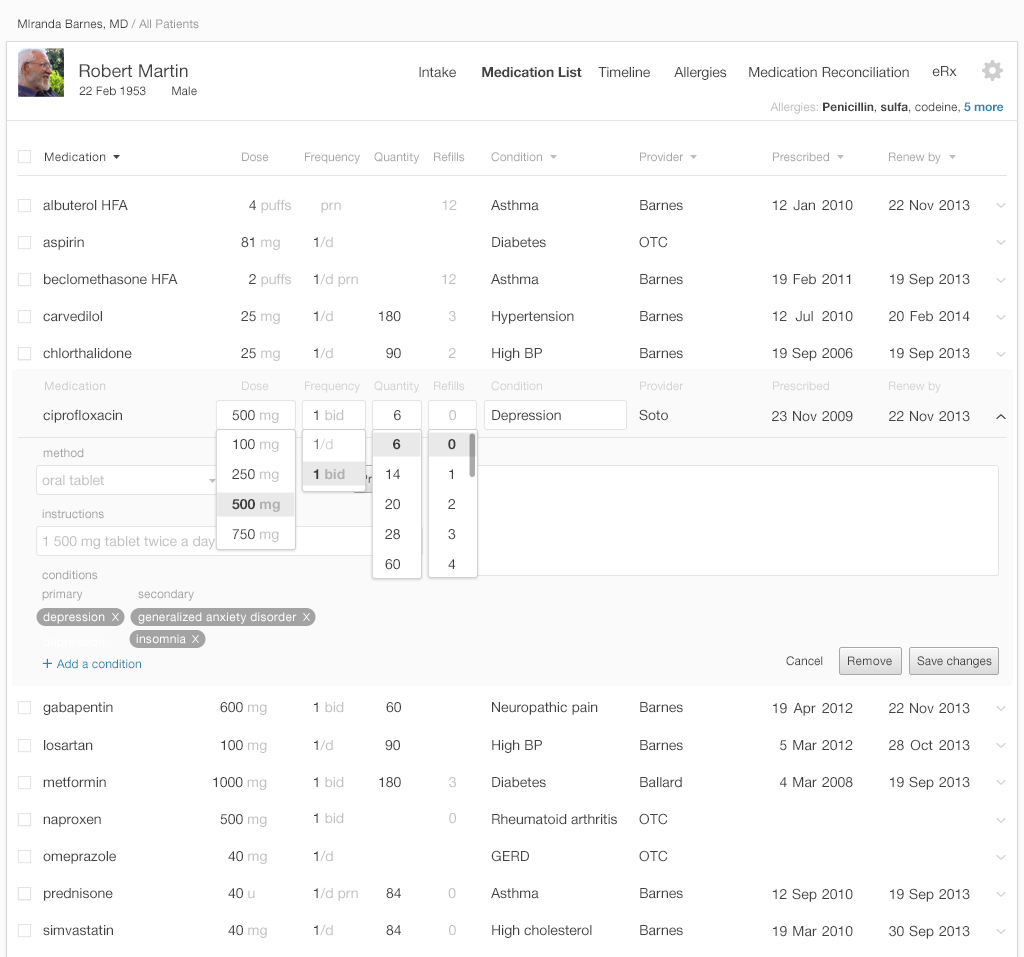 MIranda Barnes, MD / All Patients
Robert Martin
22 Feb 1953 Male
Intake Medication List Timeline Allergies Medication Reconciliation eRx
Allergies: Penicillin, sulfa, codeine, 5 more
Medication Dose Frequency Quantity Refills Condition Provider Prescribed Renew by
albuterol HFA 4 puffs prn 12 Asthma Barnes 12 Jan 2010 22 Nov 2013
aspirin 81 mg 1/d Diabetes OTC
beclomethasone HFA 2 puffs 1/d prn 12 Asthma Barnes 19 Feb 2011 19 Sep 2013
carvedilol 25 mg 1/d 180 3 Hypertension Barnes 12 Jul 2010 20 Feb 2014
chlorthalidone 25 mg 1/d 90 2 High BP Barnes 19 Sep 2006 19 Sep 2013
Medication Dose Frequency Quantity Refills Condition Provider Prescribed Renew by
ciprofloxacin 500 mg 1 bid 6 0 Depression Soto 23 Nov 2009 22 Nov 2013
100 mg 1/d 6 0
method
oral tablet 250 mg 1 bid 14 1
500 mg 20 2
instructions
1 500 mg tablet twice a day 750 mg 28 3
60 4
conditions
primary secondary
depression X generalized anxiety disorder X
insomnia X
+ Add a condition Cancel Remove Save changes
gabapentin 600 mg 1 bid 60 Neuropathic pain Barnes 19 Apr 2012 22 Nov 2013
losartan 100 mg 1/d 90 High BP Barnes 5 Mar 2012 28 Oct 2013
metformin 1000 mg 1 bid 180 3 Diabetes Ballard 4 Mar 2008 19 Sep 2013
naproxen 500 mg 1 bid 0 Rheumatoid arthritis OTC
omeprazole 40 mg 1/d GERD OTC
prednisone 40 u 1/d prn 84 0 Asthma Barnes 12 Sep 2010 19 Sep 2013
simvastatin 40 mg 1/d 84 0 High cholesterol Barnes 19 Mar 2010 30 Sep 2013